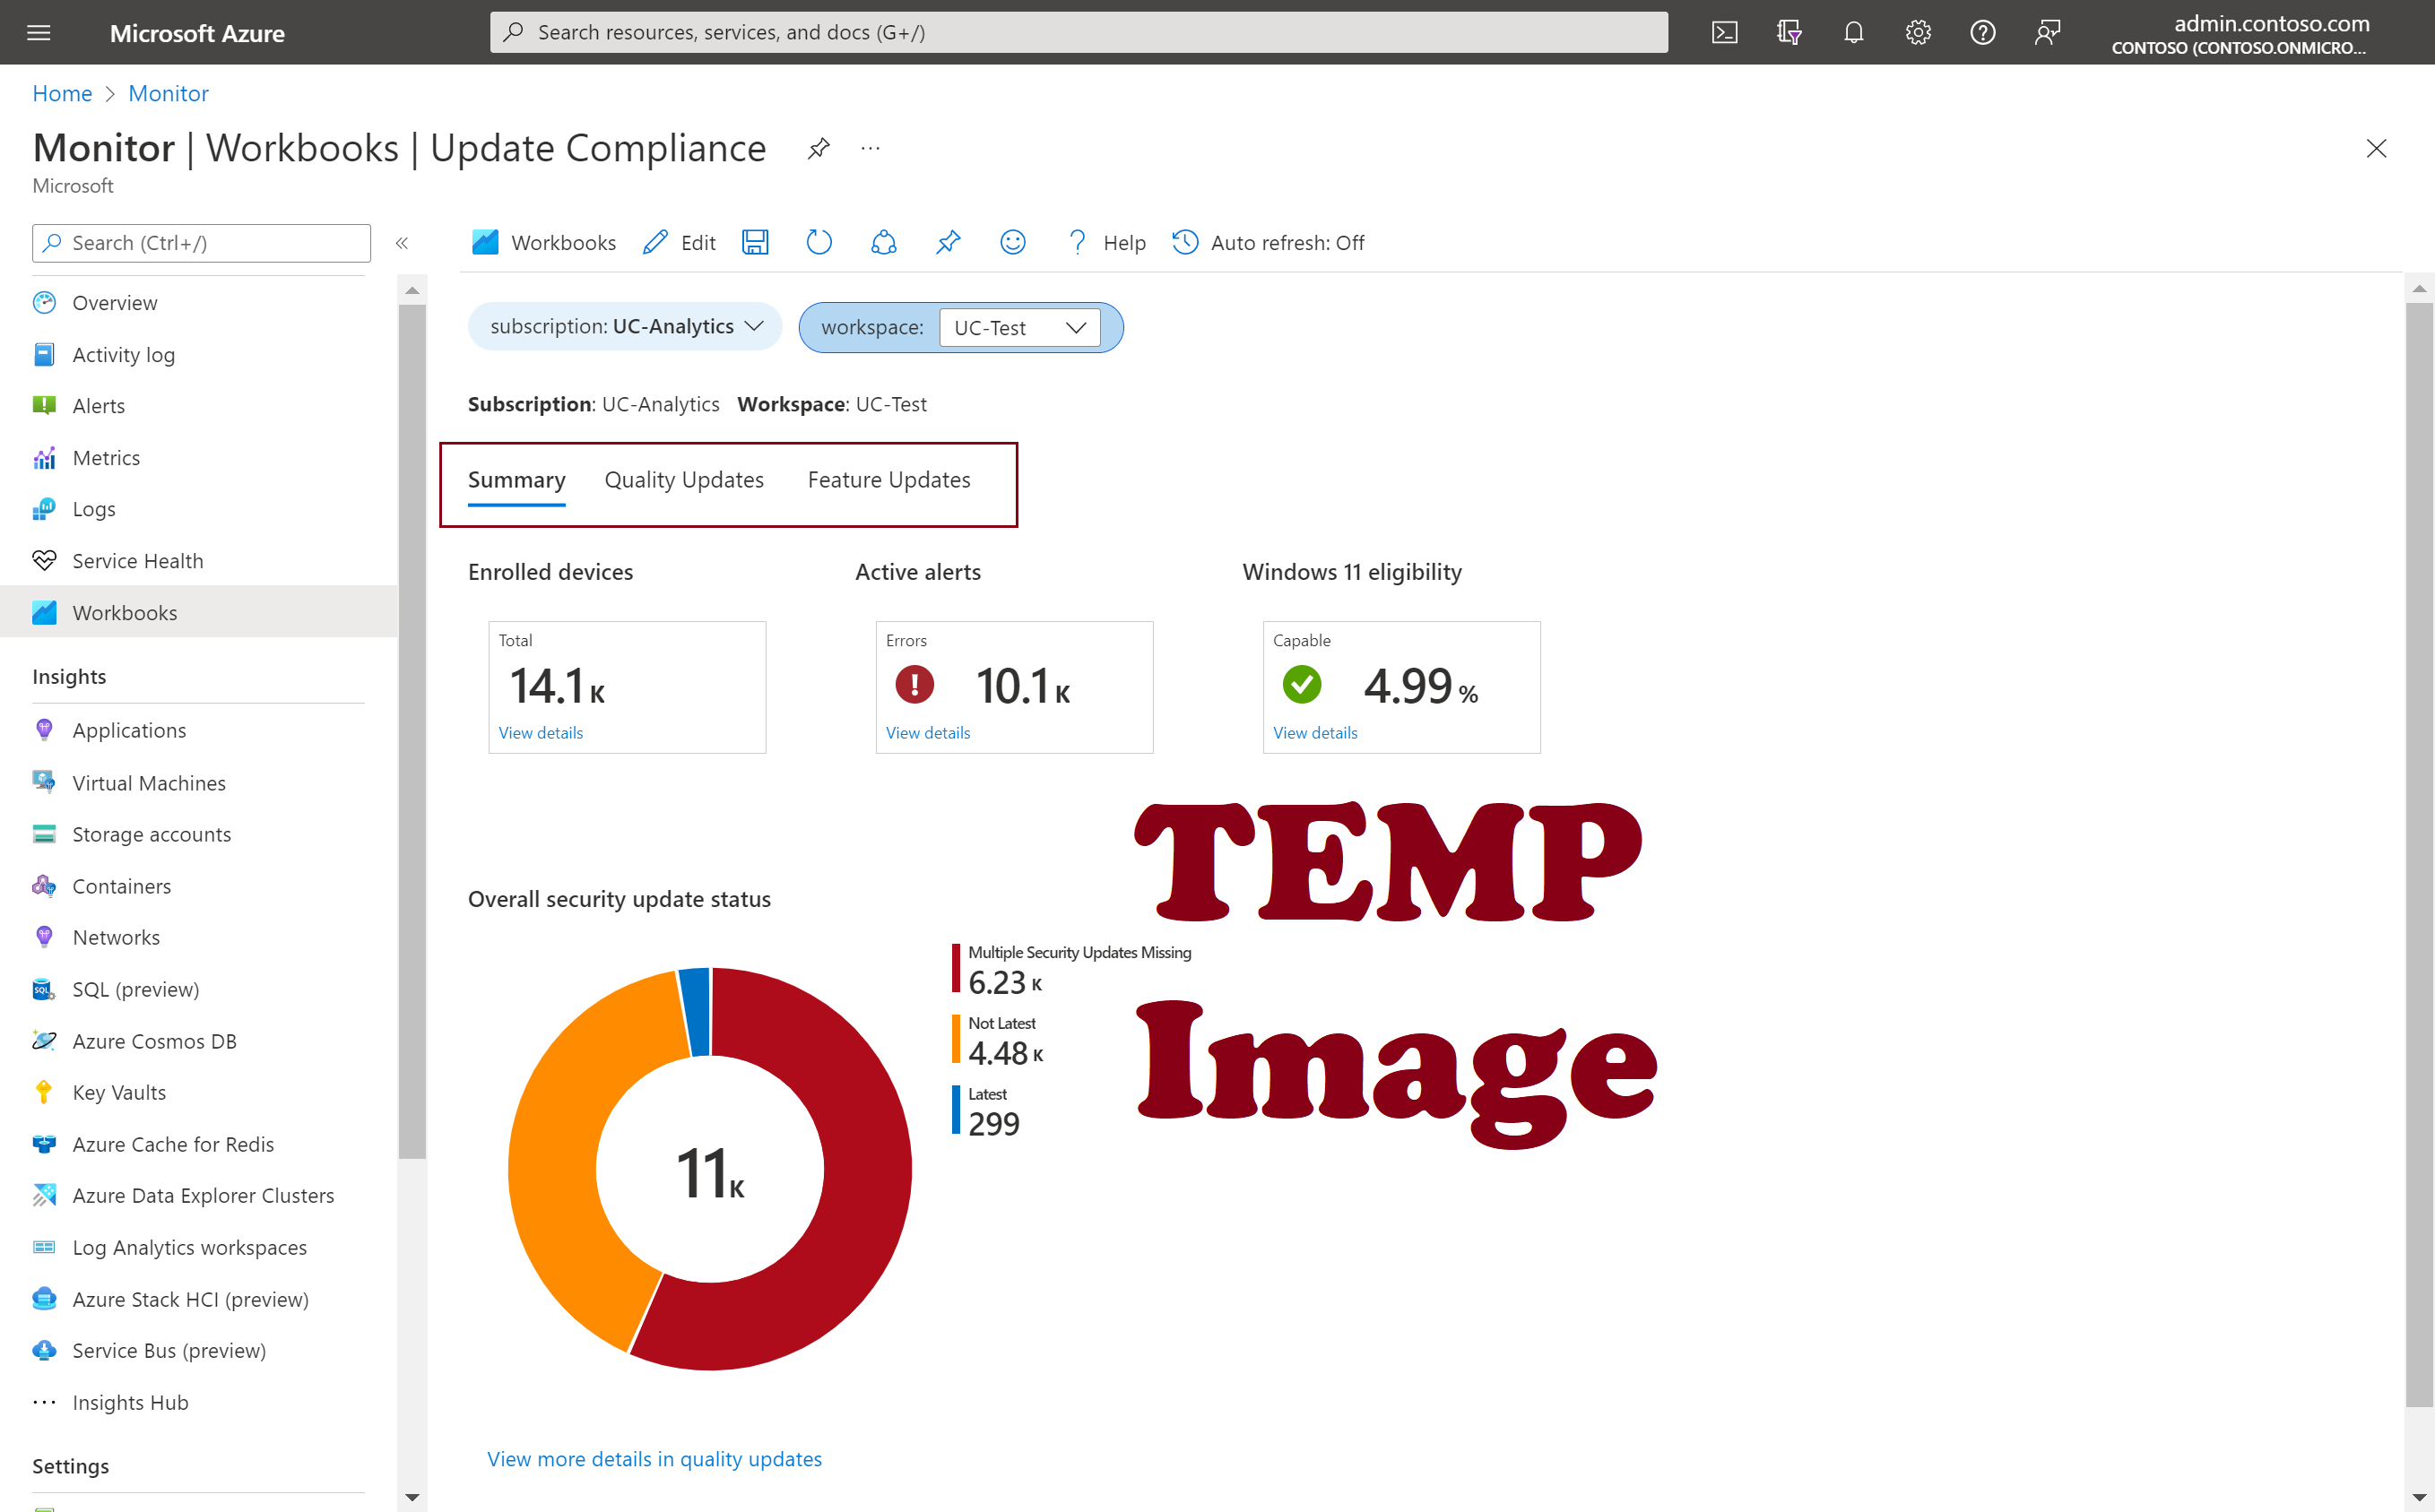 Microsoft Azure
Search resources, services, and docs (G+/)
admin.contoso.com
CONTOSO (CONTOSO.ONMICRO...
Home > Monitor
Monitor | Workbooks | Update Compliance
Microsoft
Search (Ctrl+/)
Workbooks Edit Help Auto refresh: Off
Overview
Activity log
Alerts
Metrics
Logs
Service Health
Workbooks
Insights
Applications
Virtual Machines
Storage accounts
Containers
Networks
SQL (preview)
Azure Cosmos DB
Key Vaults
Azure Cache for Redis
Azure Data Explorer Clusters
Log Analytics workspaces
Azure Stack HCI (preview)
Service Bus (preview)
Insights Hub
Settings
subscription: UC-Analytics workspace: UC-Test
Subscription: UC-Analytics Workspace: UC-Test
Summary Quality Updates Feature Updates
Enrolled devices
Total
14.1 K
View details
Active alerts
Errors
10.1 K
View details
Windows 11 eligibility
Capable
4.99 %
View details
TEMP
Image
Overall security update status
11 K
Multiple Security Updates Missing
6.23 K
Not Latest
4.48 K
Latest
299
View more details in quality updates